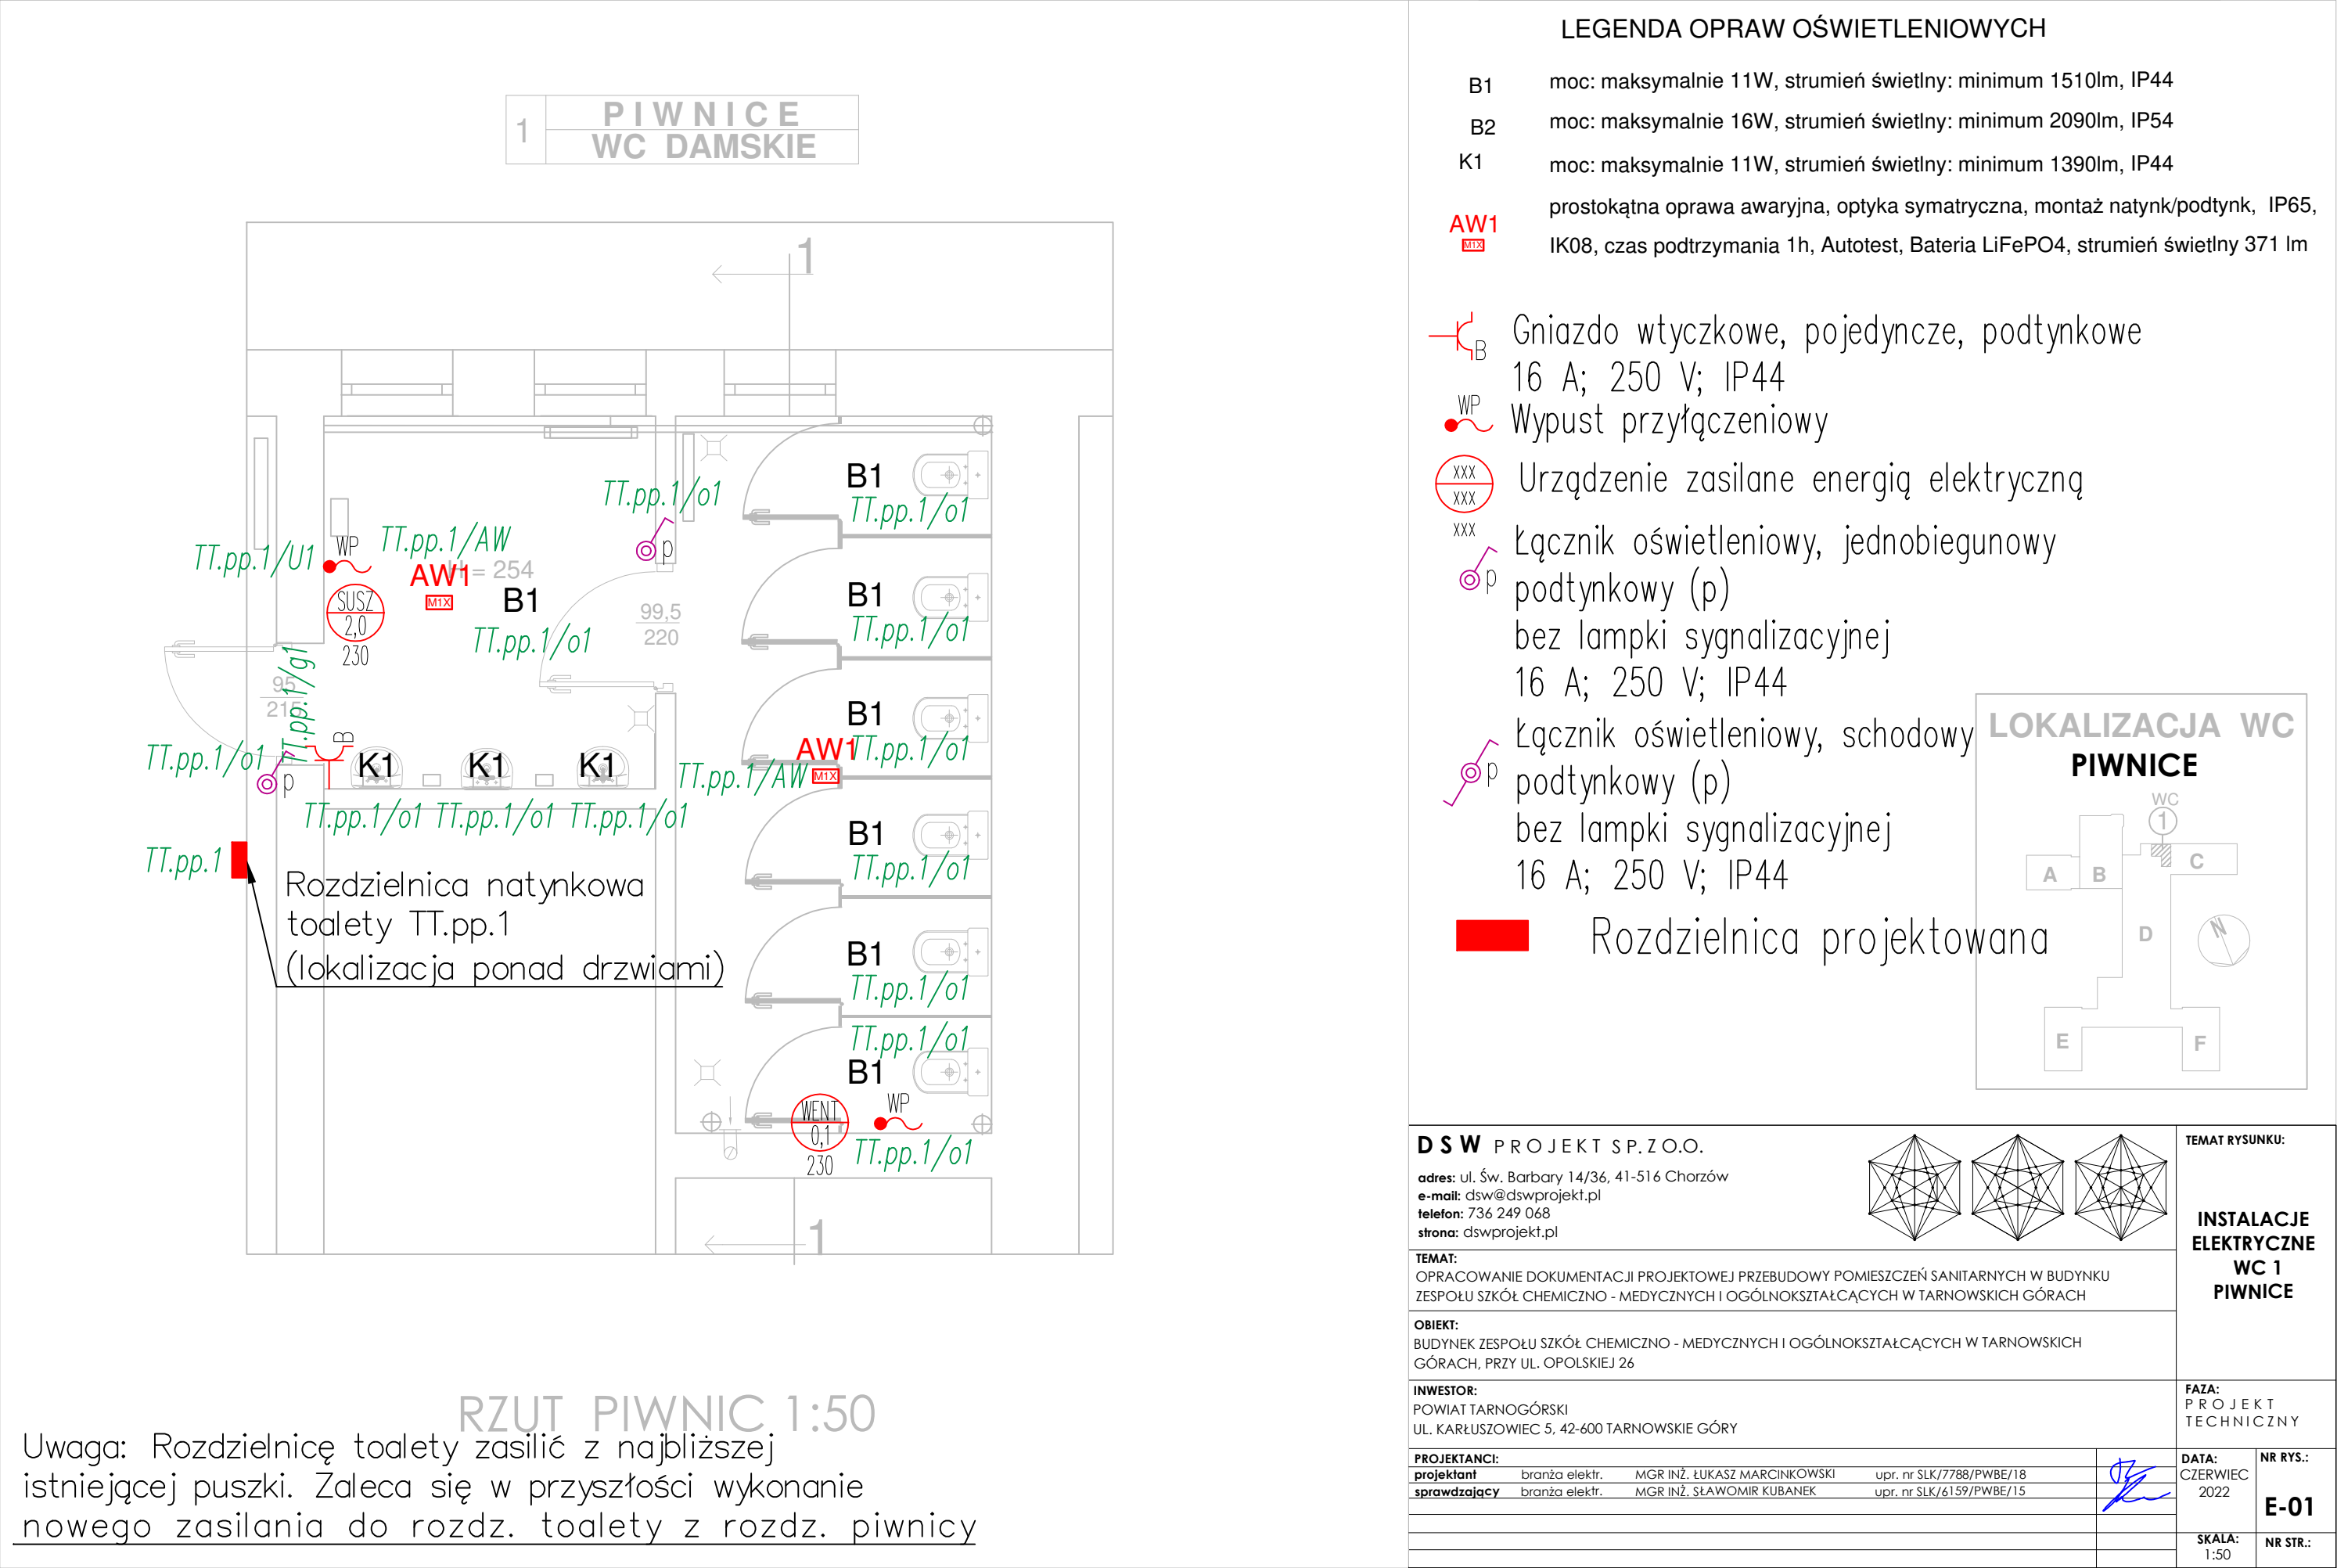 1
PIWNICE
WC DAMSKIE
1
B1
TT.pp.1/o1
TT.pp.1/o1
p
TT.pp.1/U1
WP
TT.pp.1/AW
AW1
M1X
H = 254
B1
TT.pp.1/o1
SUSZ
2,0
230
99,5
220
B1
TT.pp.1/o1
TT.pp.1/g1
95
215
B
TT.pp.1/o1
p
K1
K1
K1
TT.pp.1/o1
TT.pp.1/o1
TT.pp.1/o1
B1
TT.pp.1/o1
AW1
M1X
TT.pp.1/AW
B1
TT.pp.1/o1
TT.pp.1
Rozdzielnica natynkowa
toalety TT.pp.1
(lokalizacja ponad drzwiami)
B1
TT.pp.1/o1
TT.pp.1/o1
B1
WENT
0,1
230
WP
TT.pp.1/o1
1
RZUT PIWNIC 1:50
Uwaga: Rozdzielnicę toalety zasilić z najbliższej
istniejącej puszki. Zaleca się w przyszłości wykonanie
nowego zasilania do rozdz. toalety z rozdz. piwnicy
LEGENDA OPRAW OŚWIETLENIOWYCH
B1 moc: maksymalnie 11W, strumień świetlny: minimum 1510lm, IP44
B2 moc: maksymalnie 16W, strumień świetlny: minimum 2090lm, IP54
K1 moc: maksymalnie 11W, strumień świetlny: minimum 1390lm, IP44
AW1 prostokątna oprawa awaryjna, optyka symatryczna, montaż natynk/podtynk, IP65,
M1X IK08, czas podtrzymania 1h, Autotest, Bateria LiFePO4, strumień świetlny 371 lm
B Gniazdo wtyczkowe, pojedyncze, podtynkowe
16 A; 250 V; IP44
WP Wypust przyłączeniowy
XXX
XXX
XXX
Urządzenie zasilane energią elektryczną
p Łącznik oświetleniowy, jednobiegunowy
podtynkowy (p)
bez lampki sygnalizacyjnej
16 A; 250 V; IP44
p Łącznik oświetleniowy, schodowy
podtynkowy (p)
bez lampki sygnalizacyjnej
16 A; 250 V; IP44
Rozdzielnica projektowana
LOKALIZACJA WC
PIWNICE
WC
1
A
B
C
D
N
E
F
DSW PROJEKT SP. Z O.O.
adres: ul. Św. Barbary 14/36, 41-516 Chorzów
e-mail: dsw@dswprojekt.pl
telefon: 736 249 068
strona: dswprojekt.pl
TEMAT RYSUNKU:
INSTALACJE
ELEKTRYCZNE
WC 1
PIWNICE
TEMAT:
OPRACOWANIE DOKUMENTACJI PROJEKTOWEJ PRZEBUDOWY POMIESZCZEŃ SANITARNYCH W BUDYNKU
ZESPOŁU SZKÓŁ CHEMICZNO - MEDYCZNYCH I OGÓLNOKSZTAŁCĄCYCH W TARNOWSKICH GÓRACH
OBIEKT:
BUDYNEK ZESPOŁU SZKÓŁ CHEMICZNO - MEDYCZNYCH I OGÓLNOKSZTAŁCĄCYCH W TARNOWSKICH
GÓRACH, PRZY UL. OPOLSKIEJ 26
INWESTOR:
POWIAT TARNOGÓRSKI
UL. KARŁUSZOWIEC 5, 42-600 TARNOWSKIE GÓRY
FAZA:
PROJEKT
TECHNICZNY
PROJEKTANCI:
projektant branża elektr. MGR INŻ. ŁUKASZ MARCINKOWSKI upr. nr SLK/7788/PWBE/18
sprawdzający branża elektr. MGR INŻ. SŁAWOMIR KUBANEK upr. nr SLK/6159/PWBE/15
DATA:
CZERWIEC
2022
NR RYS.:
E-01
SKALA:
1:50
NR STR.: